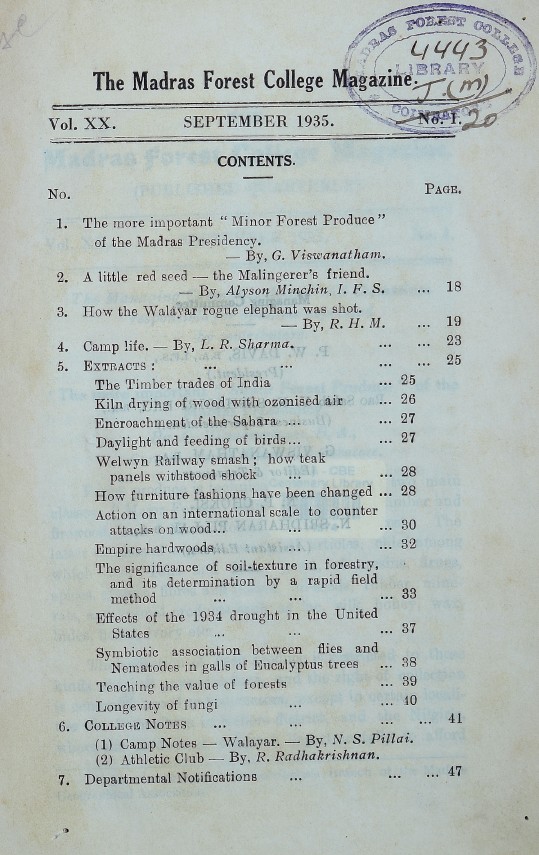 MADRAS FOREST COLLEGE
4443
LIBRARY
J.(M)
20
The Madras Forest College Magazine.
Vol. XX. SEPTEMBER 1935. No. 1.
CONTENTS.
No. PAGE.
1. The more important " Minor Forest Produce "
of the Madras Presidency.
— By, G. Viswanatham.
2. A little red seed — the Malingerer's friend.
— By, Alyson Minchin, I. F. S. ... 18
3. How the Walayar rogue elephant was shot.
— By, R. H. M. ... 19
4. Camp life. — By, L. R. Sharma. ... ... 23
5. EXTRACTS : ... ... ... ... 25
The Timber trades of India ... 25
Kiln drying of wood with ozonised air ... 26
Encroachment of the Sahara ... ... 27
Daylight and feeding of birds... ... 27
Welwyn Railway smash ; how teak
panels withstood shock ... ... 28
How furniture fashions have been changed ... 28
Action on an international scale to counter
attacks on wood... ... ... 30
Empire hardwoods ... ... 32
The significance of soil-texture in forestry,
and its determination by a rapid field
method ... ... ... 33
Effects of the 1934 drought in the United
States ... ... ... 37
Symbiotic association between flies and
Nematodes in galls of Eucalyptus trees ... 38
Teaching the value of forests ... 39
Longevity of fungi ... ... 40
6. COLLEGE NOTES ... ... ... ... 41
(1) Camp Notes — Walayar. — By, N. S. Pillai.
(2) Athletic Club — By, R. Radhakrishnan.
7. Departmental Notifications ... ... ... 47